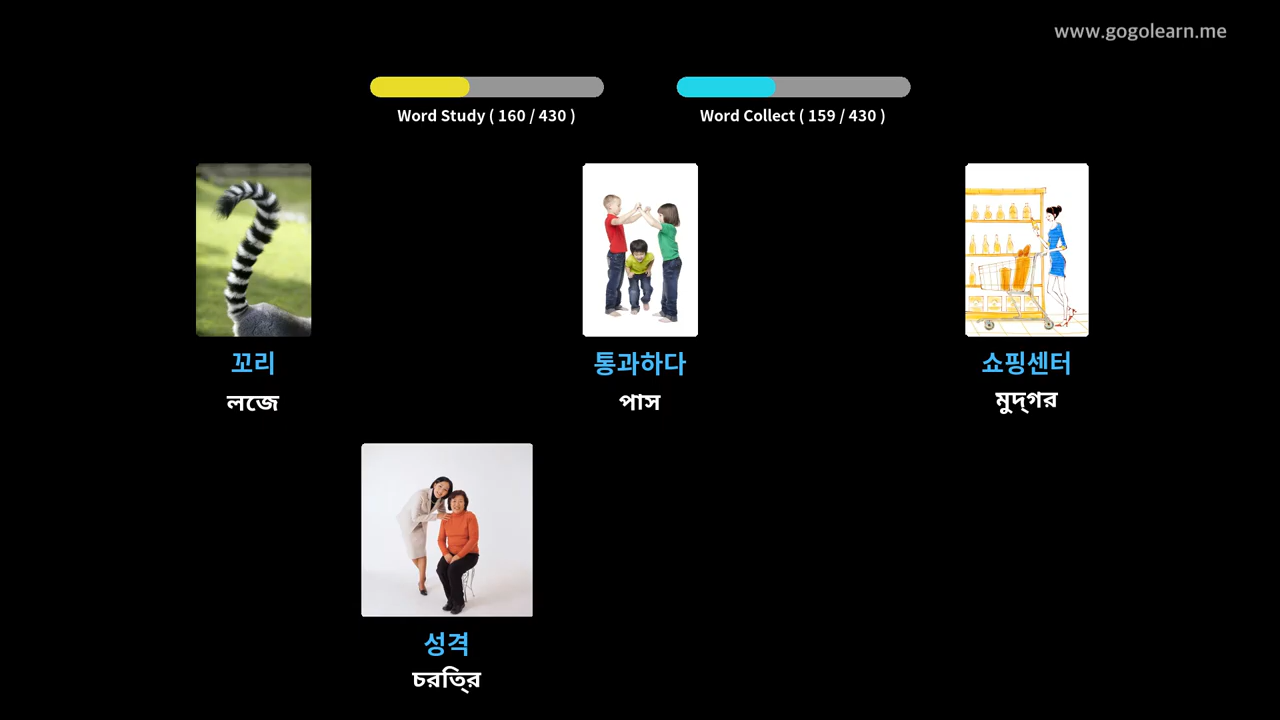 www.gogolearn.me
Word Study ( 160 / 430 )
Word Collect ( 159 / 430 )
꼬리
통과하다
쇼핑센터
লেজ
পাস
মুদ্গর
성격
চরিত্র